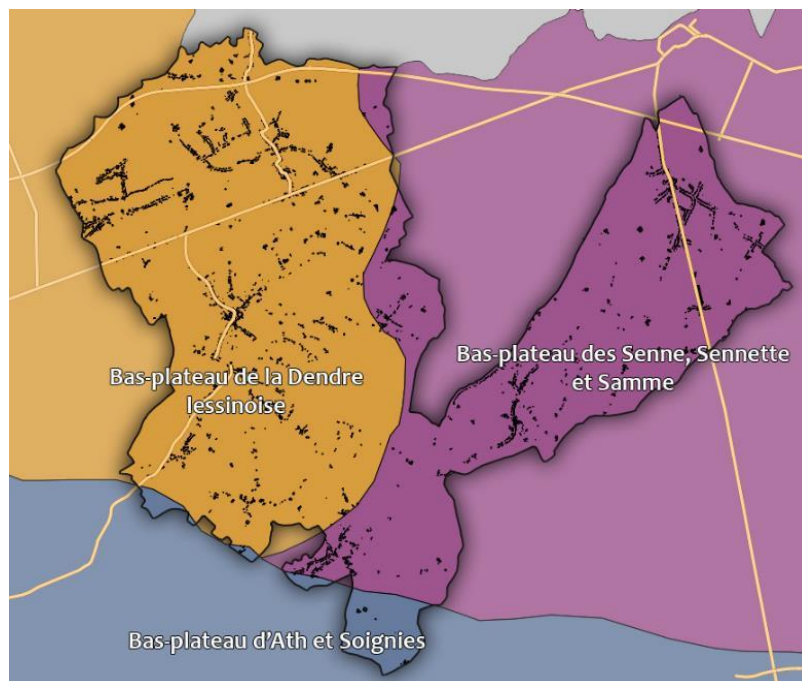 Bas-plateau des Senne, Sennette
et Samme
Bas-plateau de la Dendre
lessinoise
Bas-plateau d'Ath et Soignies